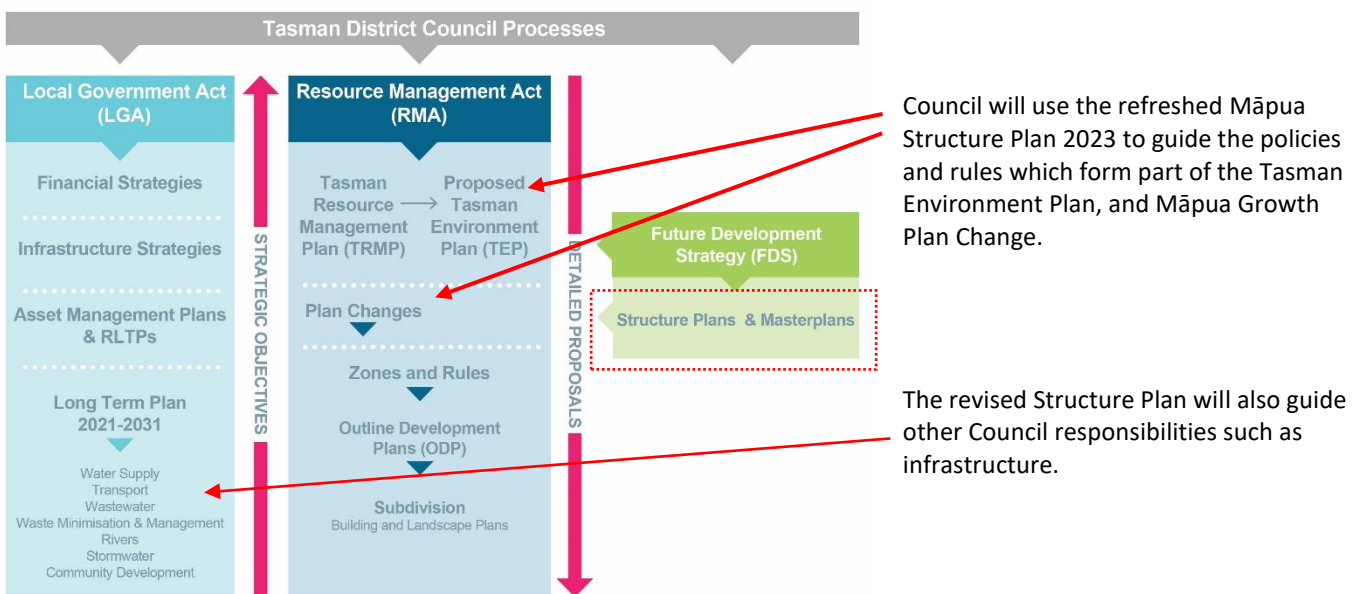 Tasman District Council Processes
Local Government Act
(LGA)
Financial Strategies
Infrastructure Strategies
Asset Management Plans
& RLTPs
Long Term Plan
2021-2031
Water Supply
Transport
Wastewater
Waste Minimisation & Management
Rivers
Stormwater
Community Development
STRATEGIC OBJECTIVES
Resource Management Act
(RMA)
Tasman
Resource
Management
Plan (TRMP)
Proposed
Tasman
Environment
Plan (TEP)
Plan Changes
Zones and Rules
Outline Development
Plans (ODP)
Subdivision
Building and Landscape Plans
DETAILED PROPOSALS
Future Development
Strategy (FDS)
Structure Plans & Masterplans
Council will use the refreshed Māpua
Structure Plan 2023 to guide the policies
and rules which form part of the Tasman
Environment Plan, and Māpua Growth
Plan Change.
The revised Structure Plan will also guide
other Council responsibilities such as
infrastructure.